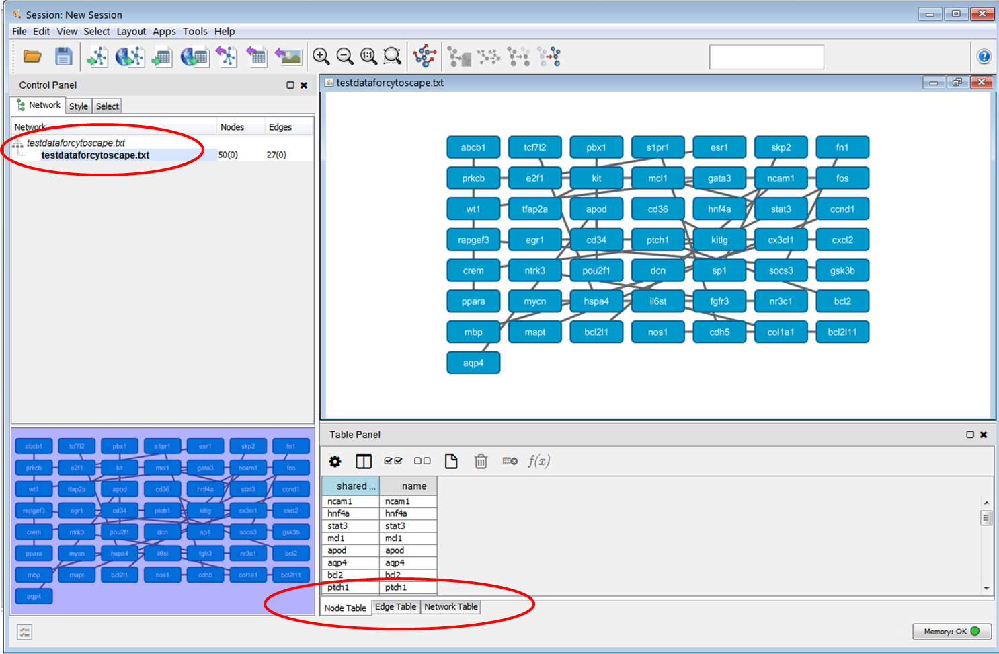 Session: New Session
File Edit View Select Layout Apps Tools Help
Control Panel
Network Style Select
Network Nodes Edges
testdataforcytoscape.txt
testdataforcytoscape.txt 50(0) 27(0)
testdataforcytoscape.txt
abcb1 tcf7l2 pbx1 s1pr1 esr1 skp2 fn1
prkcb e2f1 kit mcl1 gata3 ncam1 fos
wt1 tfap2a apod cd36 hnf4a stat3 ccnd1
rapgef3 egr1 cd34 ptch1 kitlg cx3cl1 cxcl2
crem ntrk3 pou2f1 dcn sp1 socs3 gsk3b
ppara mycn hspa4 il6st fgfr3 nr3c1 bcl2
mbp mapt bcl2l1 nos1 cdh5 col1a1 bcl2l11
aqp4
abcb1 tcf7l2 pbx1 s1pr1 esr1 skp2 fn1
prkcb e2f1 kit mcl1 gata3 ncam1 fos
wt1 tfap2a apod cd36 hnf4a stat3 ccnd1
rapgef3 egr1 cd34 ptch1 kitlg cx3cl1 cxcl2
crem ntrk3 pou2f1 dcn sp1 socs3 gsk3b
ppara mycn hspa4 il6st fgfr3 nr3c1 bcl2
mbp mapt bcl2l1 nos1 cdh5 col1a1 bcl2l11
aqp4
Table Panel
f(x)
shared ... name
ncam1 ncam1
hnf4a hnf4a
stat3 stat3
mcl1 mcl1
apod apod
aqp4 aqp4
bcl2 bcl2
ptch1 ptch1
Node Table Edge Table Network Table
Memory: OK